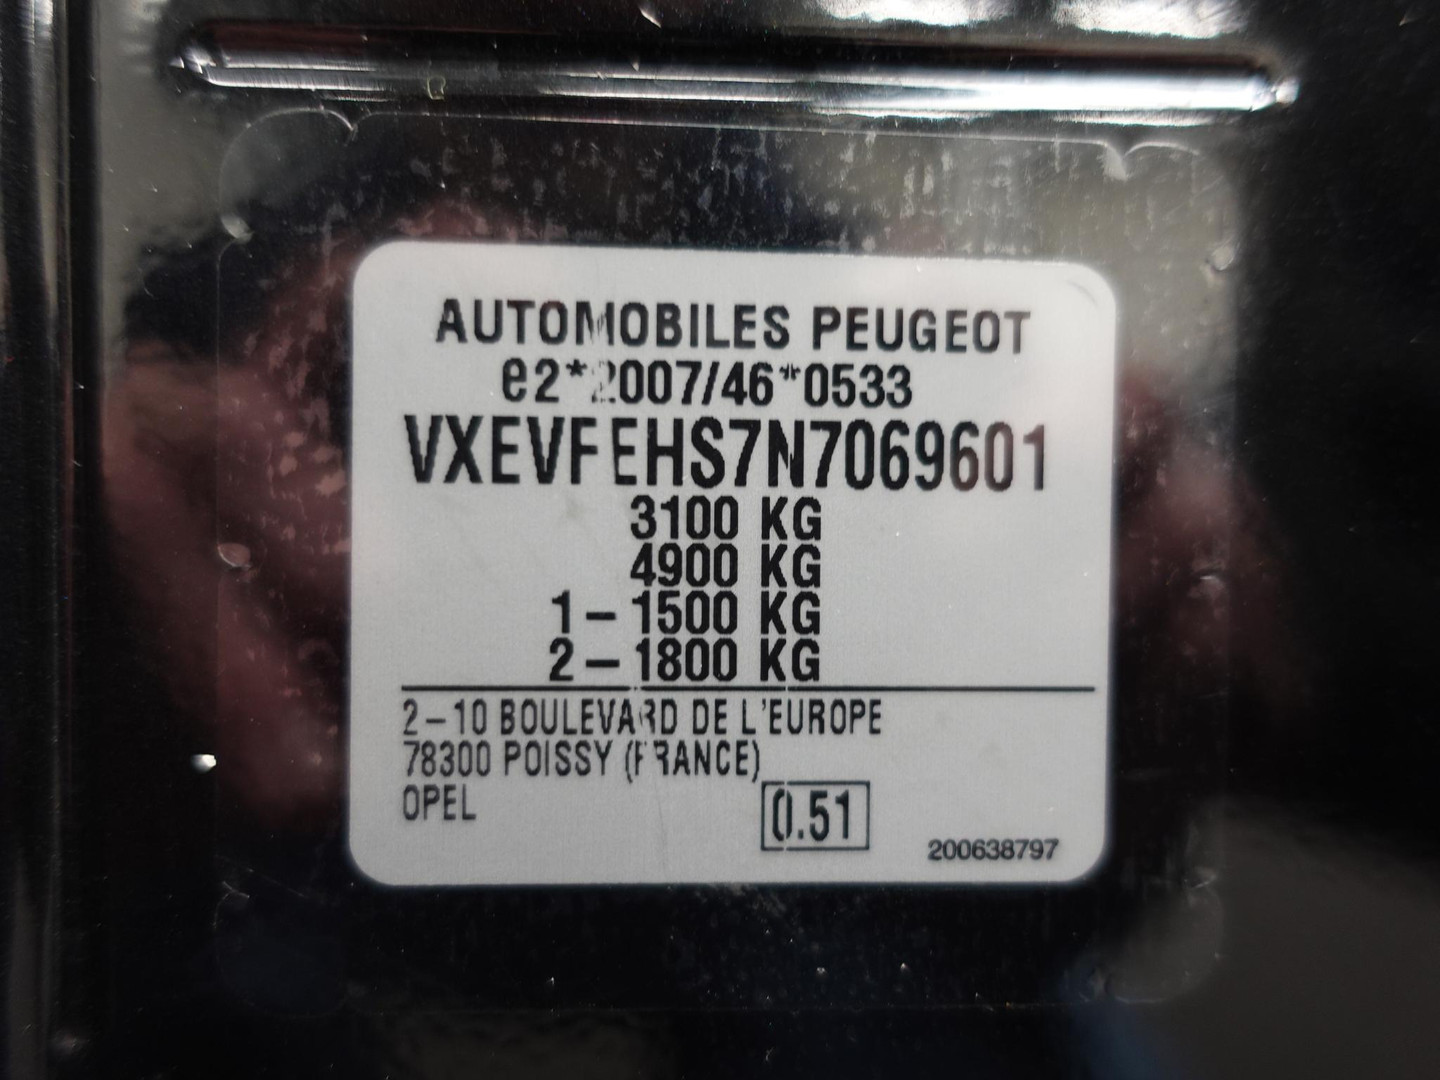 AUTOMOBILES PEUGEOT
e2*2007/46*0533
VXEVFEHS7N7069601
3100 KG
4900 KG
1-1500 KG
2-1800 KG
2-10 BOULEVARD DE L'EUROPE
78300 POISSY (FRANCE)
OPEL
0.51
200638797